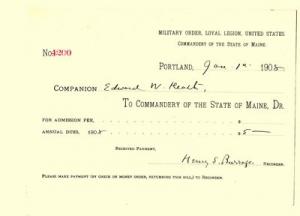 MILITARY ORDER, LOYAL LEGION, UNITED STATES
COMMANDERY OF THE STATE OF MAINE.
No. 1200
PORTLAND, Jan 1st 1905
COMPANION Edward W.
TO COMMANDERY OF THE STATE OF MAINE, DR.
FOR ADMISSION FEE, $
ANNUAL DUES, 1905 $ 5—
RECEIVED PAYMENT,
Henry S. Burrage RECORDER.
PLEASE MAKE PAYMENT (BY CHECK OR MONEY ORDER, RETURNING THIS BILL) TO RECORDER.